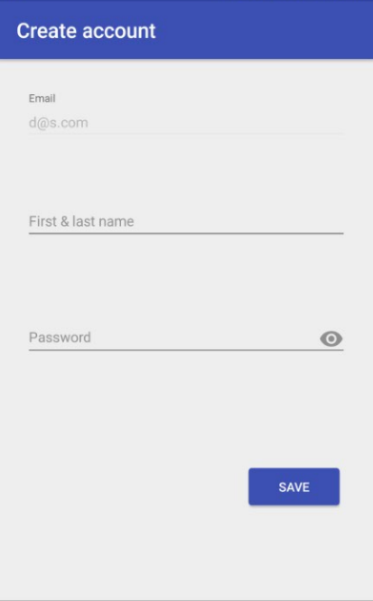 Create account
Email
d@s.com
First & last name
Password
SAVE